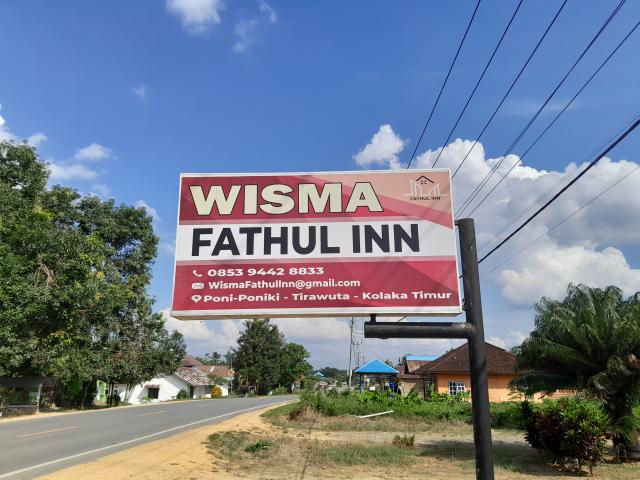 WISMA
FATHUL INN
FATHUL INN
0853 9442 8833
WismaFathulInn@gmail.com
Poni-Poniki - Tirawuta - Kolaka Timur